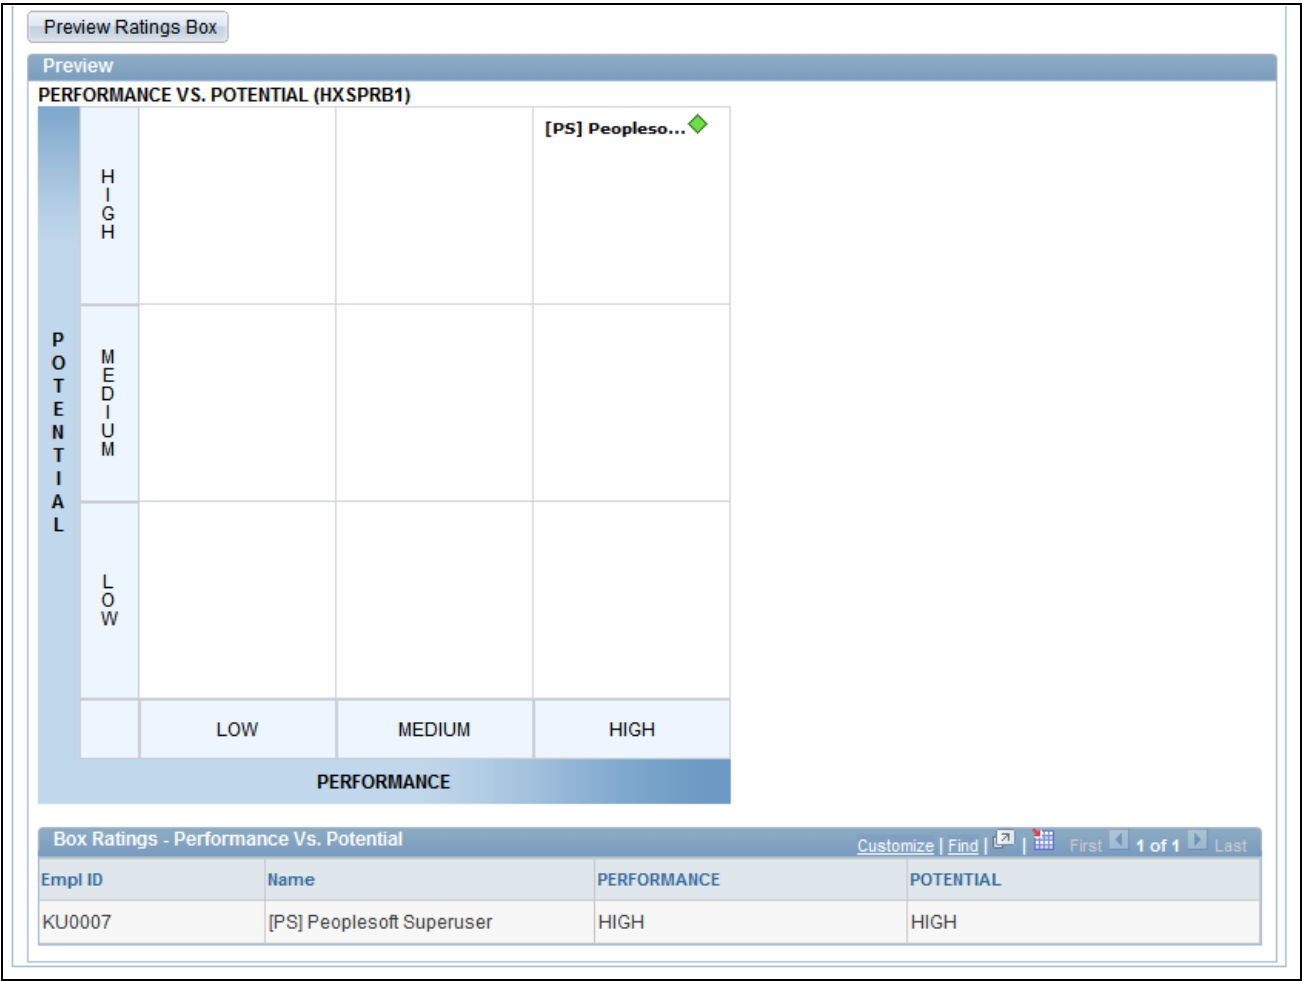 Preview Ratings Box
Preview
PERFORMANCE VS. POTENTIAL (HXSPRB1)
[PS] Peopleso...
HIGH
POTENTIAL
MEDIUM
LOW
LOW MEDIUM HIGH
PERFORMANCE
Box Ratings - Performance Vs. Potential Customize | Find | | First 1 of 1 Last
Empl ID Name PERFORMANCE POTENTIAL
KU0007 [PS] Peoplesoft Superuser HIGH HIGH